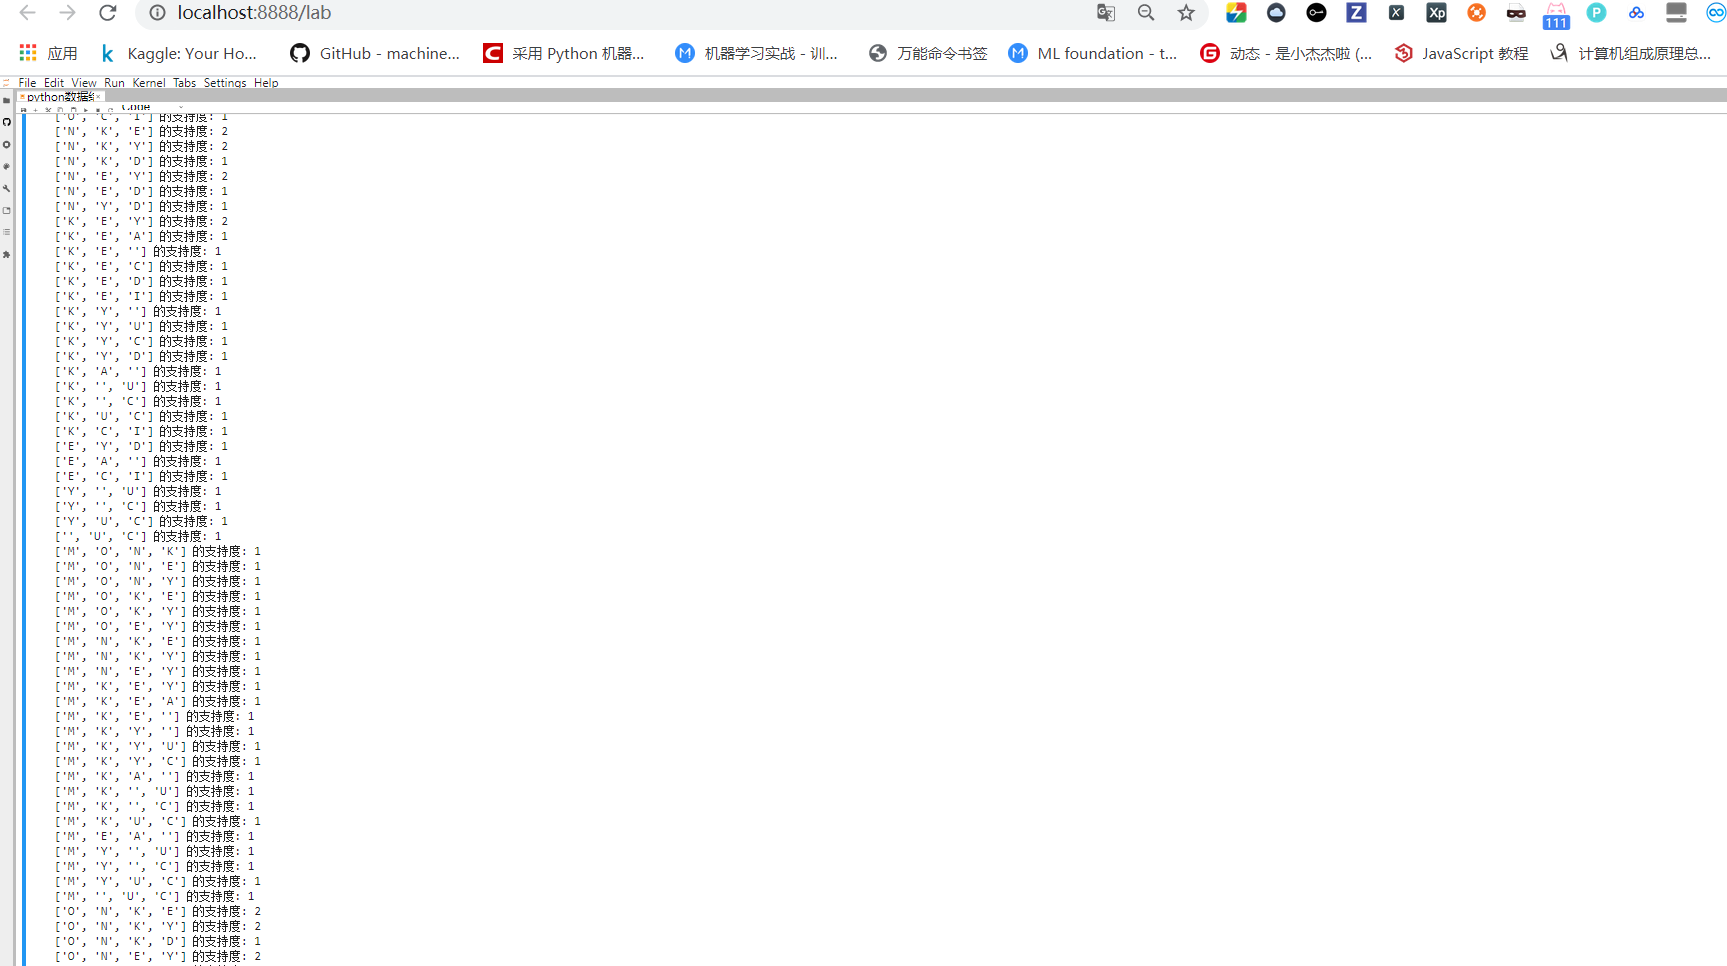 localhost:8888/lab
111
应用
Kaggle: Your Ho...
GitHub - machine...
采用 Python 机器...
机器学习实战 - 训...
万能命令书签
ML foundation - t...
动态 - 是小杰杰啦 (...
JavaScript 教程
计算机组成原理总...
File Edit View Run Kernel Tabs Settings Help
python数据
Code
['O', 'C', 'I'] 的支持度: 1
['N', 'K', 'E'] 的支持度: 2
['N', 'K', 'Y'] 的支持度: 2
['N', 'K', 'D'] 的支持度: 1
['N', 'E', 'Y'] 的支持度: 2
['N', 'E', 'D'] 的支持度: 1
['N', 'Y', 'D'] 的支持度: 1
['K', 'E', 'Y'] 的支持度: 2
['K', 'E', 'A'] 的支持度: 1
['K', 'E', ''] 的支持度: 1
['K', 'E', 'C'] 的支持度: 1
['K', 'E', 'D'] 的支持度: 1
['K', 'E', 'I'] 的支持度: 1
['K', 'Y', ''] 的支持度: 1
['K', 'Y', 'U'] 的支持度: 1
['K', 'Y', 'C'] 的支持度: 1
['K', 'Y', 'D'] 的支持度: 1
['K', 'A', ''] 的支持度: 1
['K', '', 'U'] 的支持度: 1
['K', '', 'C'] 的支持度: 1
['K', 'U', 'C'] 的支持度: 1
['K', 'C', 'I'] 的支持度: 1
['E', 'Y', 'D'] 的支持度: 1
['E', 'A', ''] 的支持度: 1
['E', 'C', 'I'] 的支持度: 1
['Y', '', 'U'] 的支持度: 1
['Y', '', 'C'] 的支持度: 1
['Y', 'U', 'C'] 的支持度: 1
['', 'U', 'C'] 的支持度: 1
['M', 'O', 'N', 'K'] 的支持度: 1
['M', 'O', 'N', 'E'] 的支持度: 1
['M', 'O', 'N', 'Y'] 的支持度: 1
['M', 'O', 'K', 'E'] 的支持度: 1
['M', 'O', 'K', 'Y'] 的支持度: 1
['M', 'O', 'E', 'Y'] 的支持度: 1
['M', 'N', 'K', 'E'] 的支持度: 1
['M', 'N', 'K', 'Y'] 的支持度: 1
['M', 'N', 'E', 'Y'] 的支持度: 1
['M', 'K', 'E', 'Y'] 的支持度: 1
['M', 'K', 'E', 'A'] 的支持度: 1
['M', 'K', 'E', ''] 的支持度: 1
['M', 'K', 'Y', ''] 的支持度: 1
['M', 'K', 'Y', 'U'] 的支持度: 1
['M', 'K', 'Y', 'C'] 的支持度: 1
['M', 'K', 'A', ''] 的支持度: 1
['M', 'K', '', 'U'] 的支持度: 1
['M', 'K', '', 'C'] 的支持度: 1
['M', 'K', 'U', 'C'] 的支持度: 1
['M', 'E', 'A', ''] 的支持度: 1
['M', 'Y', '', 'U'] 的支持度: 1
['M', 'Y', '', 'C'] 的支持度: 1
['M', 'Y', 'U', 'C'] 的支持度: 1
['M', '', 'U', 'C'] 的支持度: 1
['O', 'N', 'K', 'E'] 的支持度: 2
['O', 'N', 'K', 'Y'] 的支持度: 2
['O', 'N', 'K', 'D'] 的支持度: 1
['O', 'N', 'E', 'Y'] 的支持度: 2